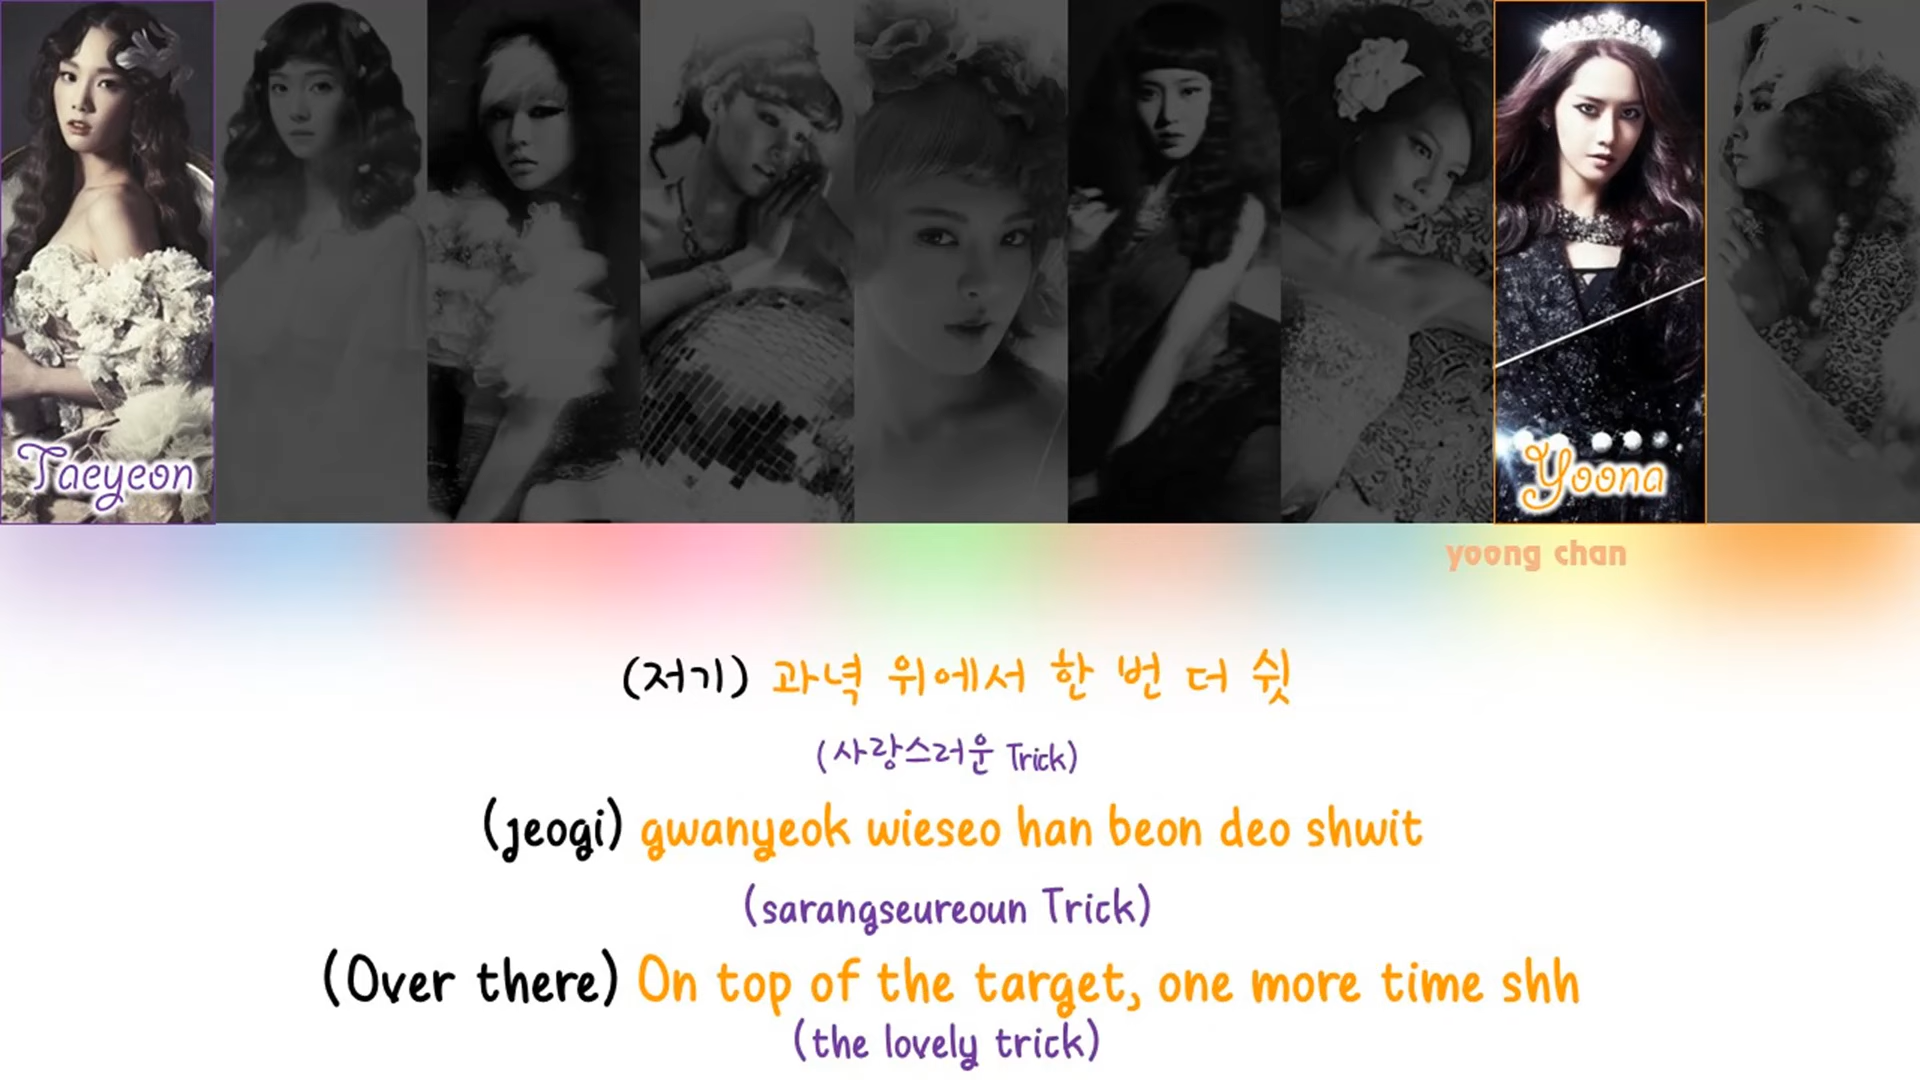 Taeyeon
Yoona
yoong chan
(저기) 과녁 위에서 한 번 더 쉿
(사랑스러운 Trick)
(jeogi) gwanyeok wieseo han beon deo shwit
(sarangseureoun Trick)
(Over there) On top of the target, one more time shh
(the lovely trick)